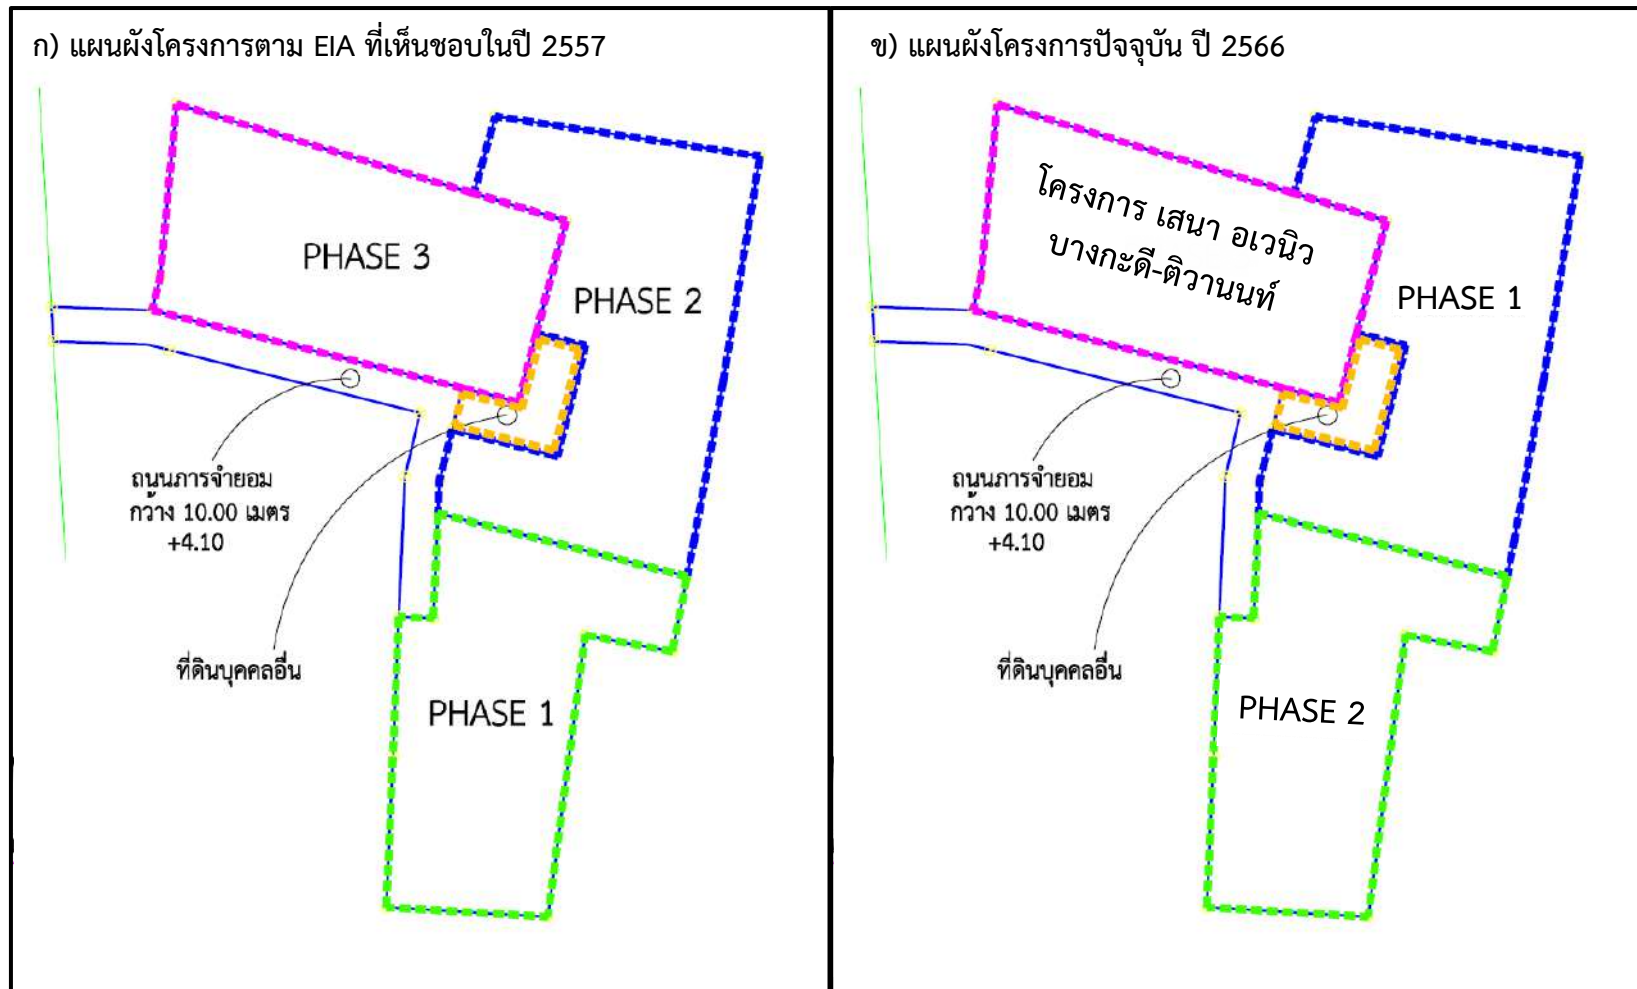 ก) แผนผังโครงการตาม EIA ที่เห็นชอบในปี 2557
PHASE 3
PHASE 2
ถนนภารจำยอม
กว้าง 10.00 เมตร
+4.10
ที่ดินบุคคลอื่น
PHASE 1
ข) แผนผังโครงการปัจจุบัน ปี 2566
โครงการ เสนา อเวนิว
บางกะดี-ติวานนท์
PHASE 1
ถนนภารจำยอม
กว้าง 10.00 เมตร
+4.10
ที่ดินบุคคลอื่น
PHASE 2